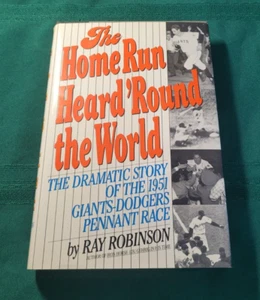 The
Home Run
Heard 'Round
the World
THE DRAMATIC STORY
OF THE 1951
GIANTS-DODGERS
PENNANT RACE
by RAY ROBINSON